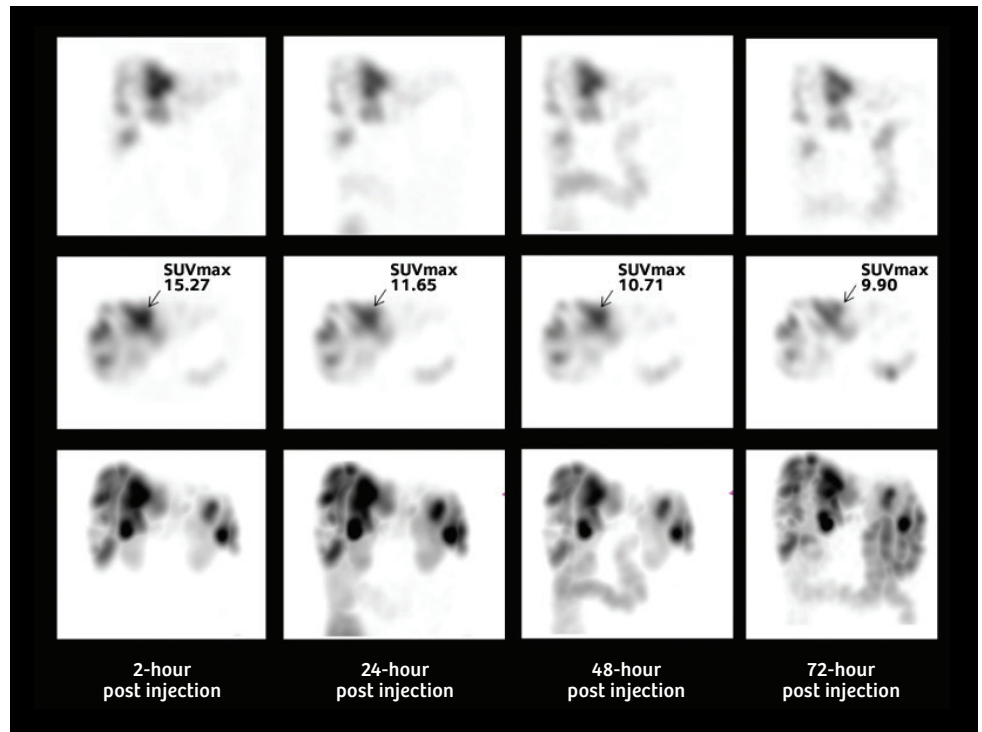 SUVmax
15.27
SUVmax
11.65
SUVmax
10.71
SUVmax
9.90
2-hour
post injection
24-hour
post injection
48-hour
post injection
72-hour
post injection